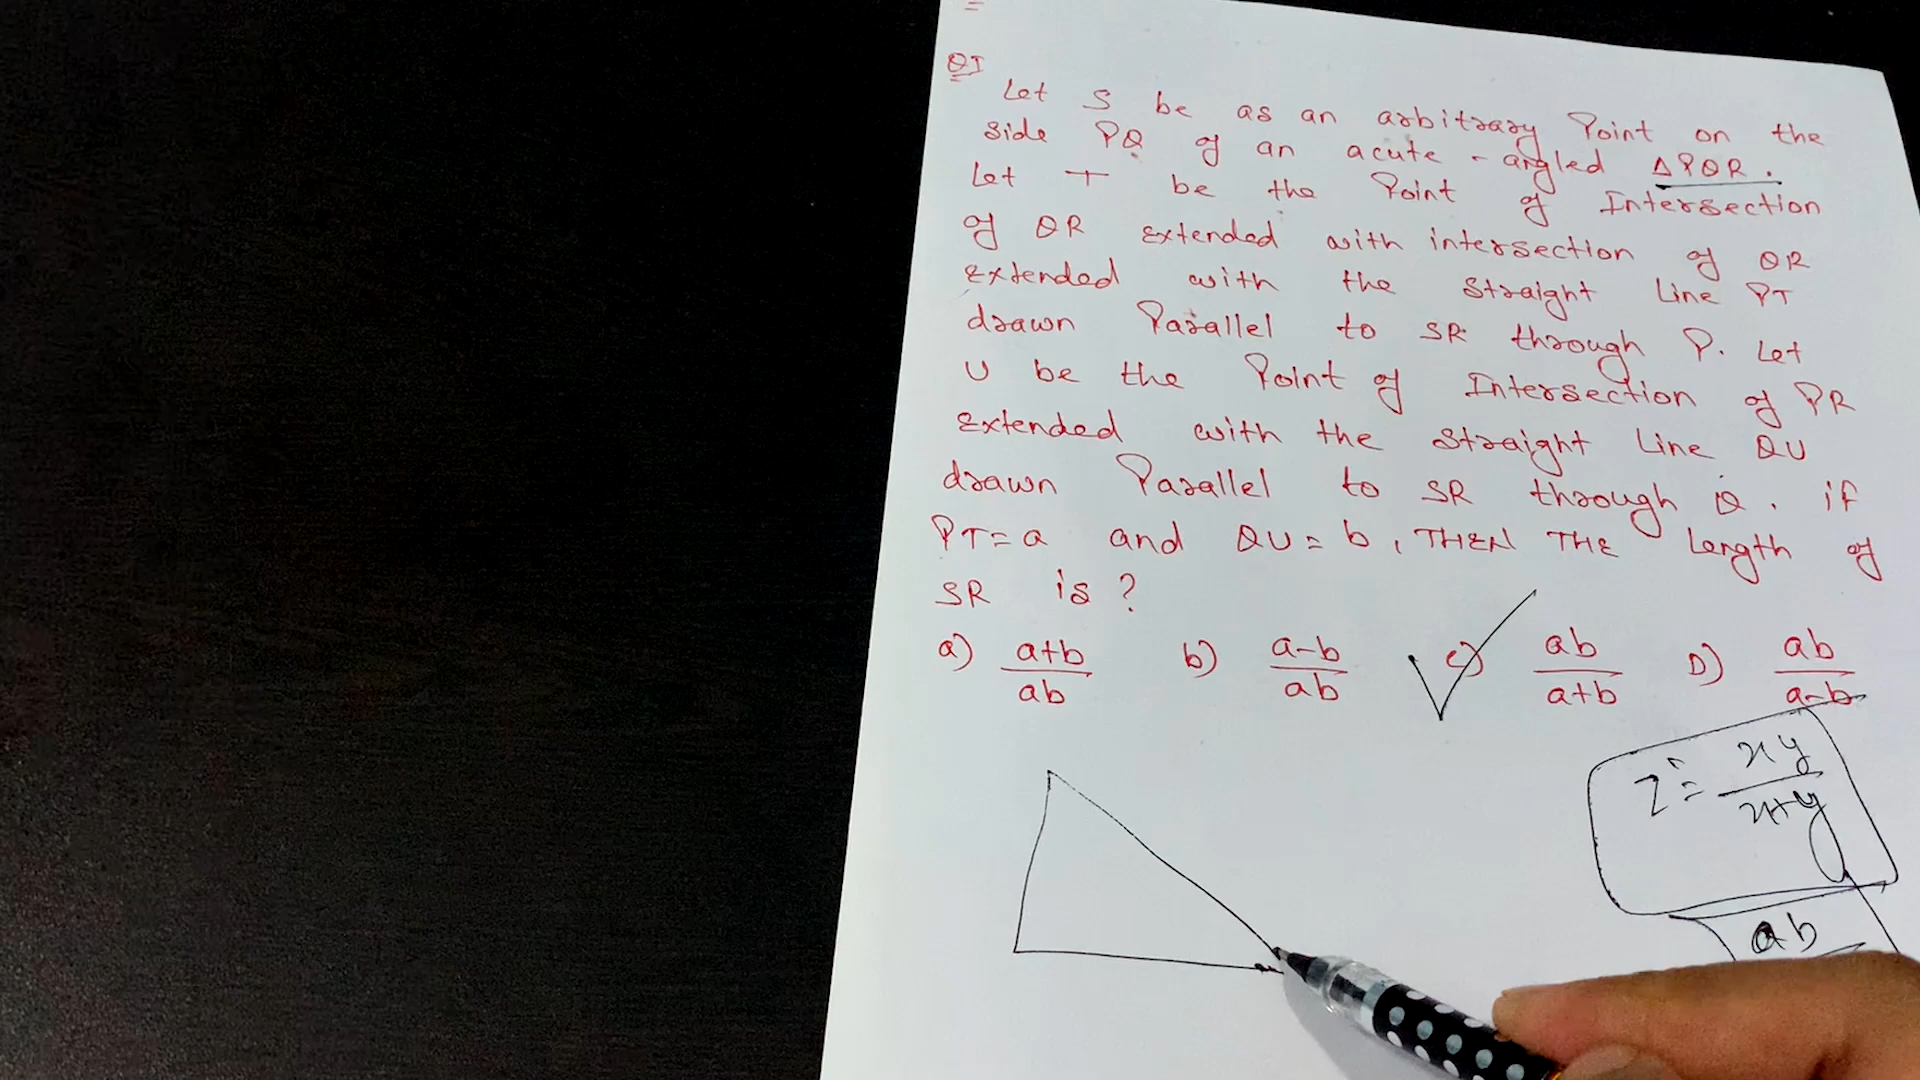 Q1
Let S be as an arbitrary Point on the
side PQ of an acute - angled ΔPQR.
Let T be the Point of Intersection
of QR extended with intersection of QR
extended with the straight Line PT
drawn Parallel to SR through P. Let
U be the Point of Intersection of PR
Extended with the straight Line QU
drawn Parallel to SR through Q. if
PT = a and QU = b, THEN THE Length of
SR is ?
a) a+b/ab b) a-b/ab c) ab/a+b D) ab/a-b
Z = xy/x+y
ab